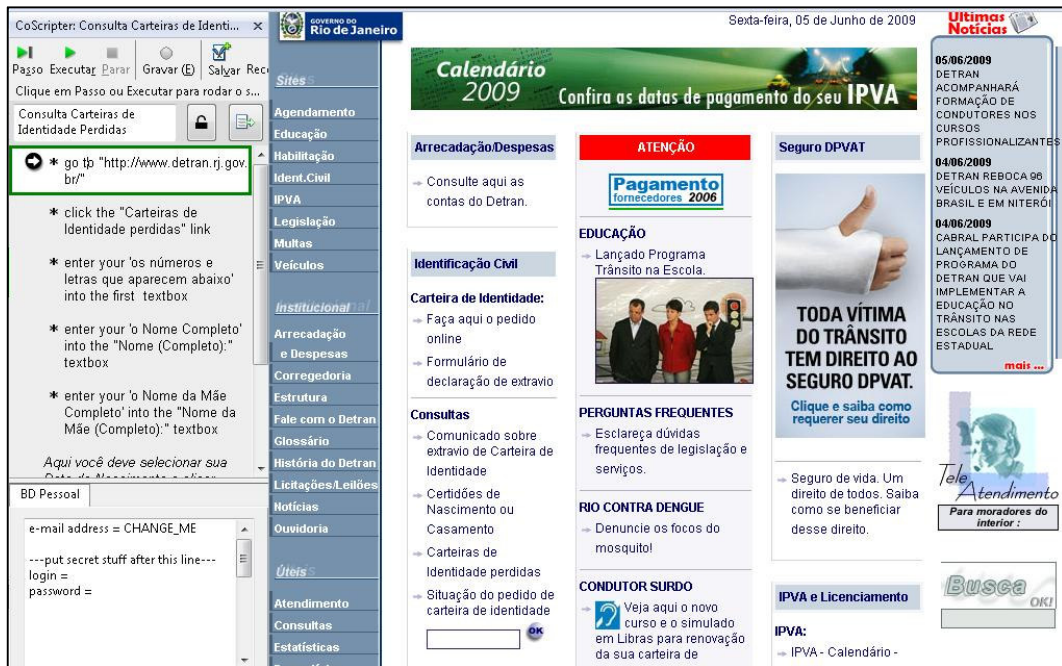 CoScripter: Consulta Carteiras de Identi... ×
Passo Executar Parar Gravar (E) Salvar Rec
Clique em Passo ou Executar para rodar o s...
Consulta Carteiras de
Identidade Perdidas
* go to "http://www.detran.rj.gov.
br/"
* click the "Carteiras de
Identidade perdidas" link
* enter your 'os números e
letras que aparecem abaixo'
into the first textbox
* enter your 'o Nome Completo'
into the "Nome (Completo):"
textbox
* enter your 'o Nome da Mãe
Completo' into the "Nome da
Mãe (Completo):" textbox
Aqui você deve selecionar sua
BD Pessoal
e-mail address = CHANGE_ME
---put secret stuff after this line---
login =
password =
GOVERNO DO
Rio de Janeiro
Sites
Agendamento
Educação
Habilitação
Ident.Civil
IPVA
Legislação
Multas
Veículos
Institucional
Arrecadação
e Despesas
Corregedoria
Estrutura
Fale com o Detran
Glossário
História do Detran
Licitações/Leilões
Notícias
Ouvidoria
Úteis
Atendimento
Consultas
Estatísticas
Sexta-feira, 05 de Junho de 2009
Calendário
2009
Confira as datas de pagamento do seu IPVA
Arrecadação/Despesas
Consulte aqui as
contas do Detran.
Identificação Civil
Carteira de Identidade:
Faça aqui o pedido
online
Formulário de
declaração de extravio
Consultas
Comunicado sobre
extravio de Carteira de
Identidade
Certidões de
Nascimento ou
Casamento
Carteiras de
Identidade perdidas
Situação do pedido de
carteira de identidade
OK
ATENÇÃO
Pagamento
fornecedores 2006
EDUCAÇÃO
Lançado Programa
Trânsito na Escola.
PERGUNTAS FREQUENTES
Esclareça dúvidas
frequentes de legislação e
serviços.
RIO CONTRA DENGUE
Denuncie os focos do
mosquito!
CONDUTOR SURDO
Veja aqui o novo
curso e o simulado
em Libras para renovação
da sua carteira de
Seguro DPVAT
TODA VÍTIMA
DO TRÂNSITO
TEM DIREITO AO
SEGURO DPVAT.
Clique e saiba como
requerer seu direito
Seguro de vida. Um
direito de todos. Saiba
como se beneficiar
desse direito.
IPVA e Licenciamento
IPVA:
IPVA - Calendário -
Últimas
Notícias
05/06/2009
DETRAN
ACOMPANHARÁ
FORMAÇÃO DE
CONDUTORES NOS
CURSOS
PROFISSIONALIZANTES
04/06/2009
DETRAN REBOCA 96
VEÍCULOS NA AVENIDA
BRASIL E EM NITERÓI
04/06/2009
CABRAL PARTICIPA DO
LANÇAMENTO DE
PROGRAMA DO
DETRAN QUE VAI
IMPLEMENTAR A
EDUCAÇÃO NO
TRÂNSITO NAS
ESCOLAS DA REDE
ESTADUAL
mais ...
Tele
Atendimento
Para moradores do
interior :
Busca
OK!